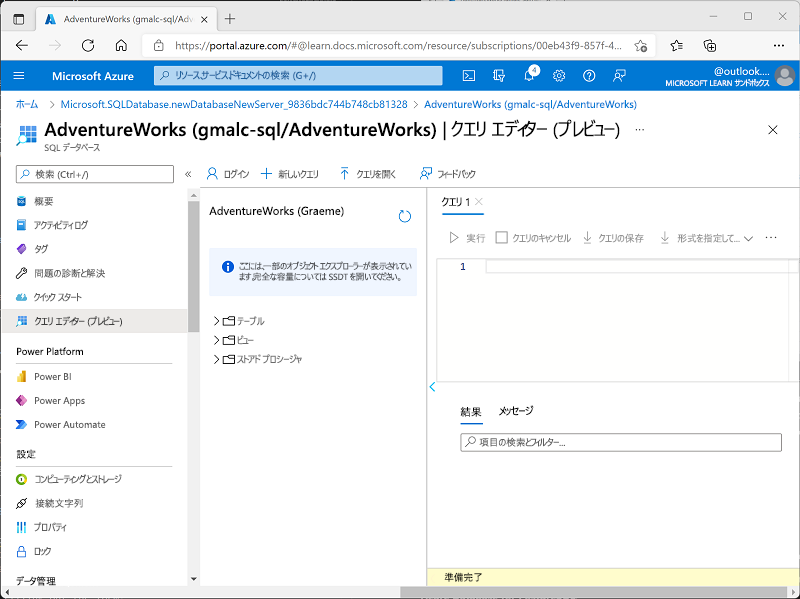 AdventureWorks (gmalc-sql/Adv
https://portal.azure.com/#@learn.docs.microsoft.com/resource/subscriptions/00eb43f9-857f-4...
Microsoft Azure
リソース サービス ドキュメントの検索 (G+/)
4
@outlook....
MICROSOFT LEARN サンドボックス
ホーム > Microsoft.SQLDatabase.newDatabaseNewServer_9836bdc744b748cb81328 > AdventureWorks (gmalc-sql/AdventureWorks)
AdventureWorks (gmalc-sql/AdventureWorks) | クエリ エディター (プレビュー) ...
SQL データベース
検索 (Ctrl+/)
«
ログイン
新しいクエリ
クエリを開く
フィードバック
概要
アクティビティログ
タグ
問題の診断と解決
クイック スタート
クエリ エディター (プレビュー)
Power Platform
Power BI
Power Apps
Power Automate
設定
コンピューティングとストレージ
接続文字列
プロパティ
ロック
データ管理
AdventureWorks (Graeme)
ここには、一部のオブジェクト エクスプローラーが表示されてい
ます,完全な容量については SSDT を開いてください。
テーブル
ビュー
ストアド プロシージャ
クエリ 1
実行
クエリのキャンセル
クエリの保存
形式を指定して...
...
1
結果
メッセージ
項目の検索とフィルター...
準備完了